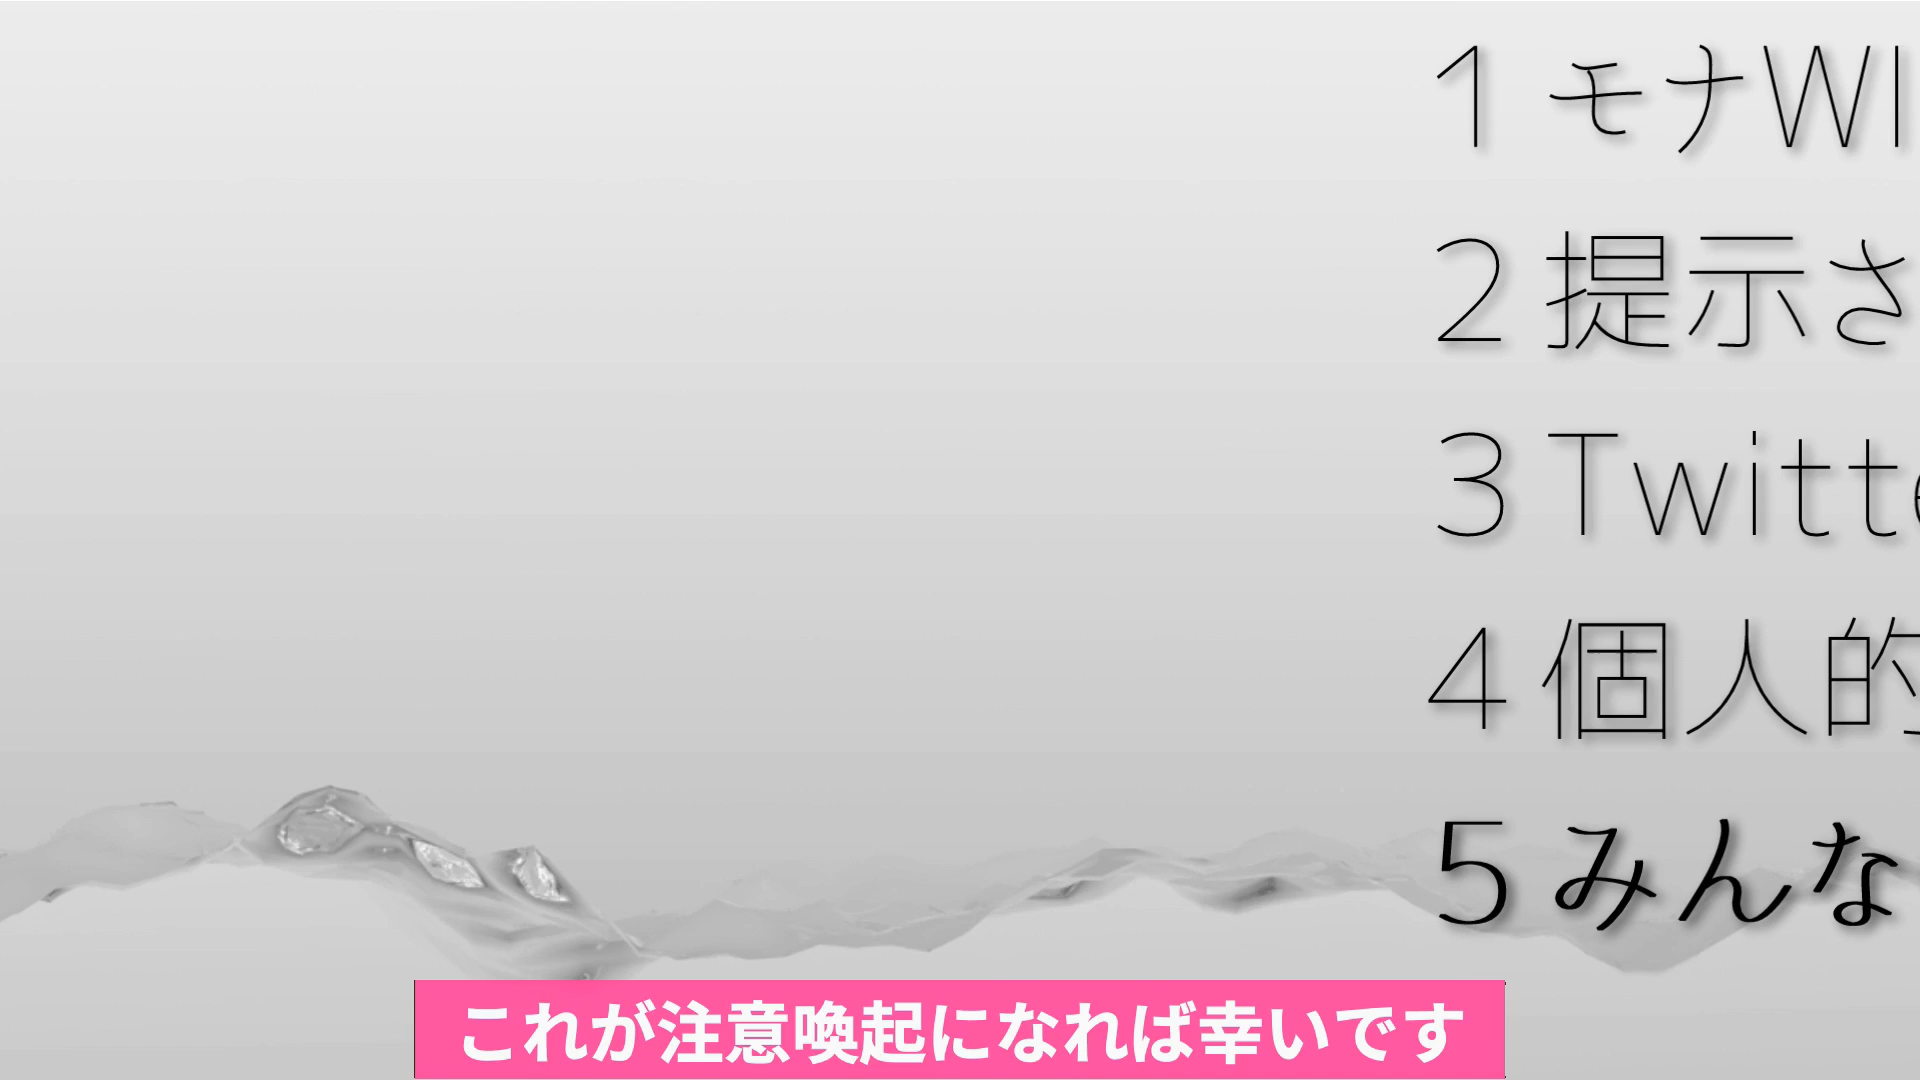 1 モナWI
2 提示さ
3 Twitte
4 個人的
5 みんな
これが注意喚起になれば幸いです